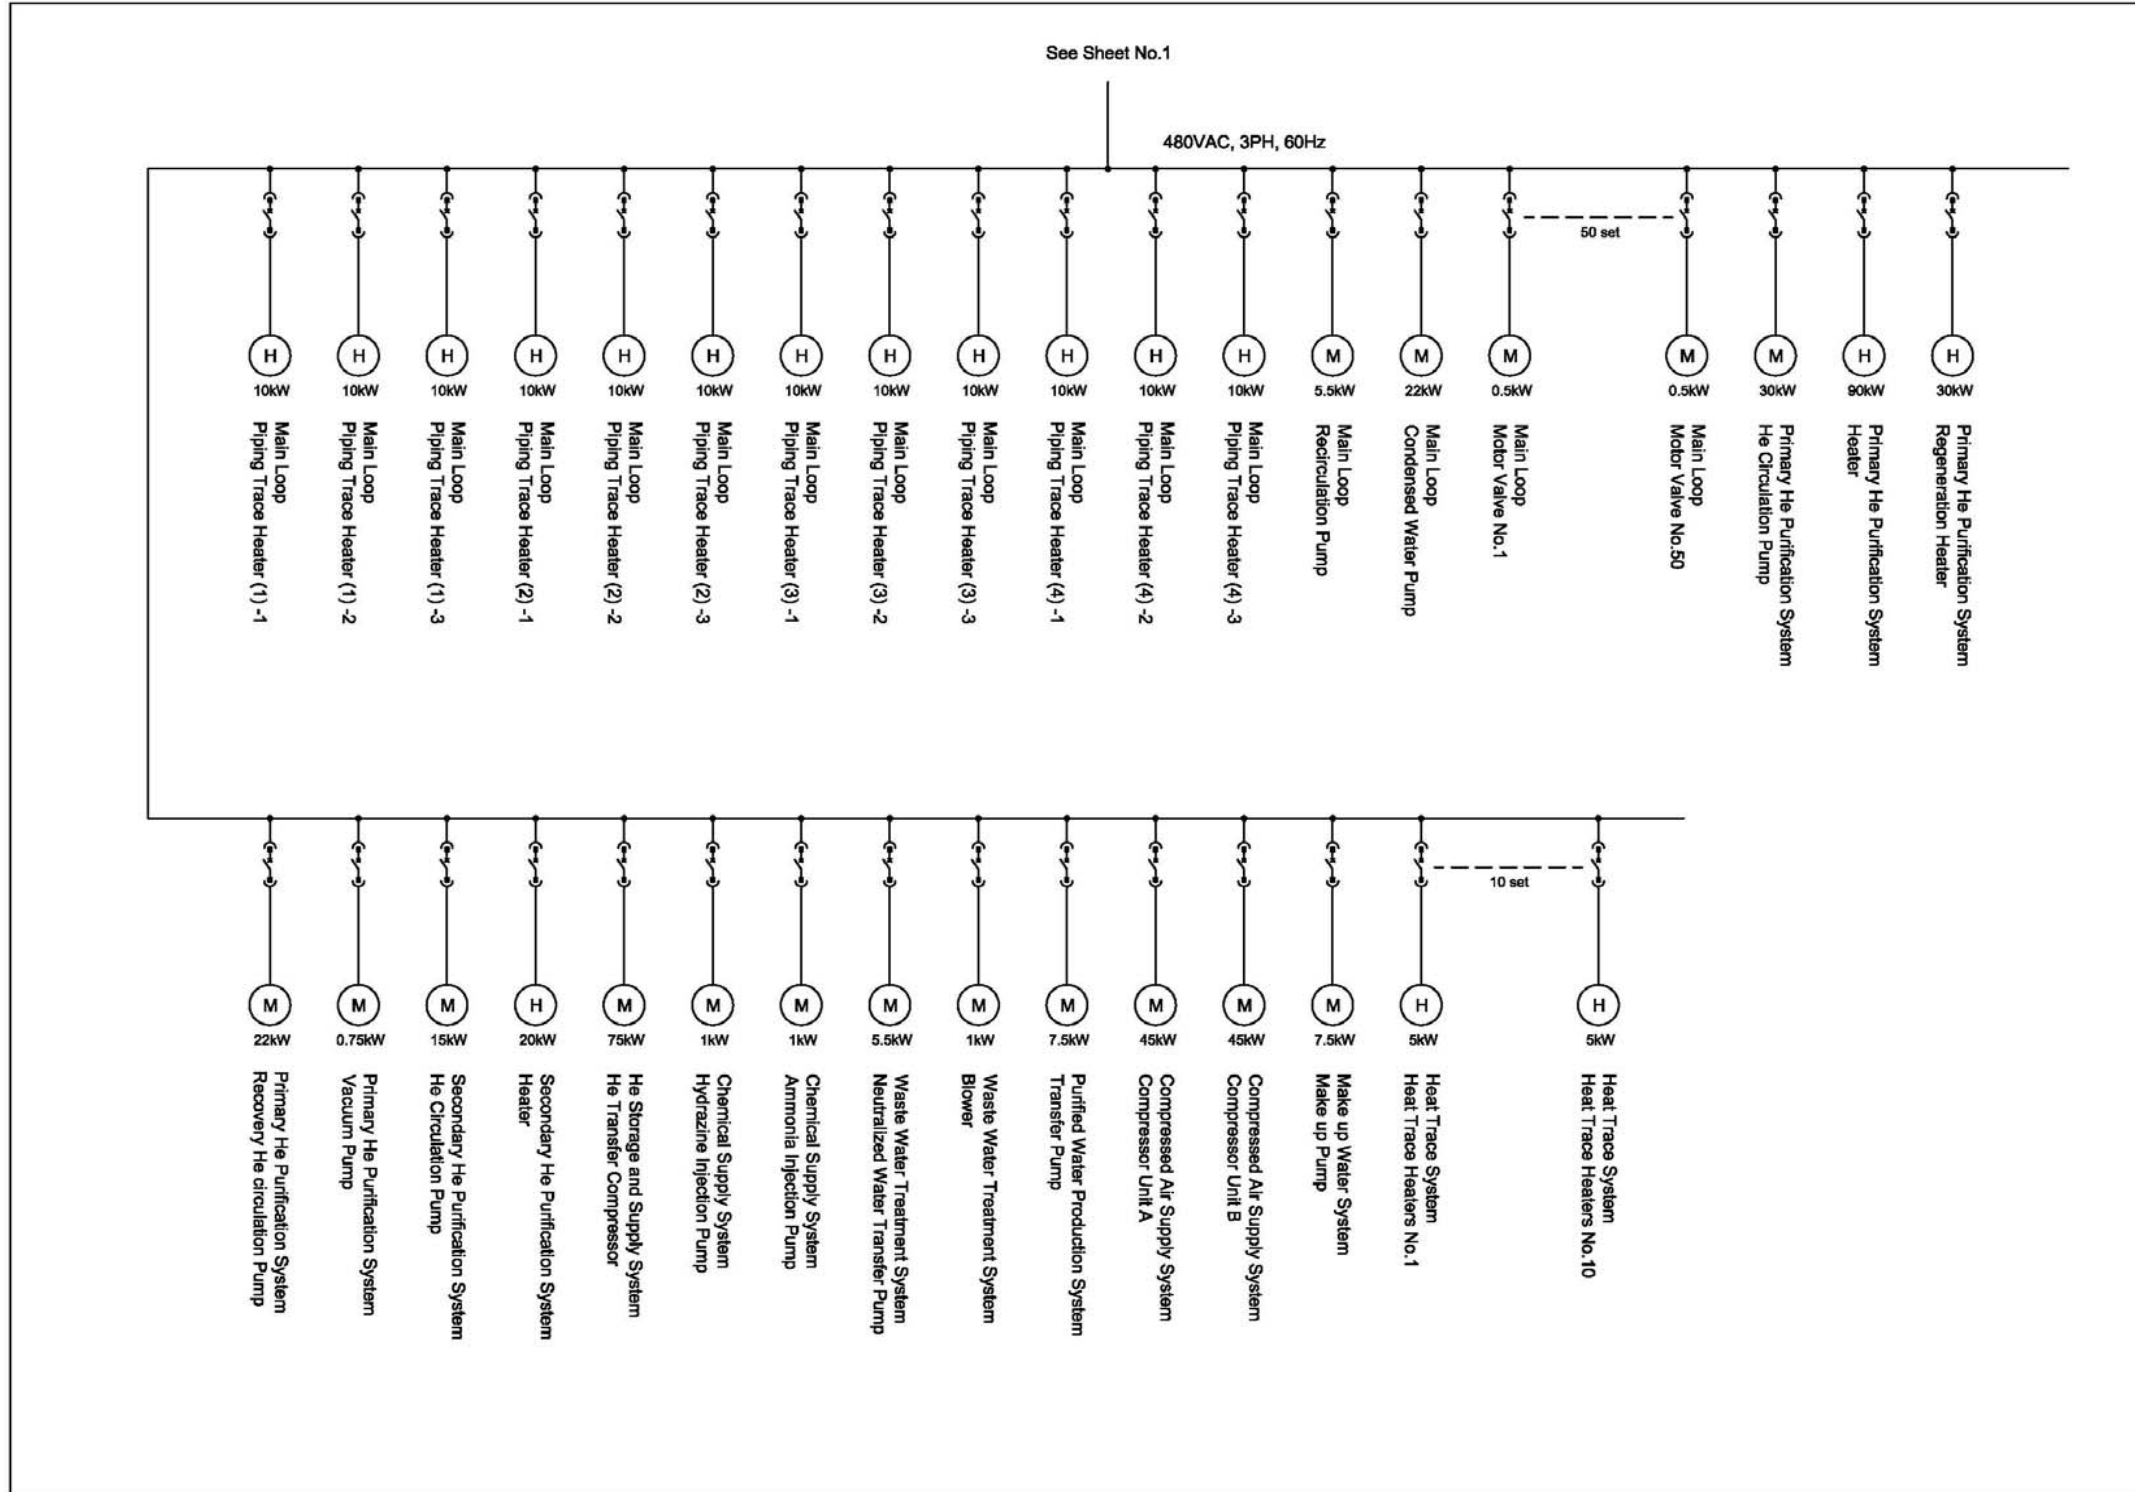 See Sheet No.1
480VAC, 3PH, 60Hz
50 set
H
H
H
H
H
H
H
H
H
H
H
H
M
M
M
M
M
H
H
10kW
10kW
10kW
10kW
10kW
10kW
10kW
10kW
10kW
10kW
10kW
10kW
5.5kW
22kW
0.5kW
0.5kW
30kW
90kW
30kW
Main Loop
Piping Trace Heater (1) -1
Main Loop
Piping Trace Heater (1) -2
Main Loop
Piping Trace Heater (1) -3
Main Loop
Piping Trace Heater (2) -1
Main Loop
Piping Trace Heater (2) -2
Main Loop
Piping Trace Heater (2) -3
Main Loop
Piping Trace Heater (3) -1
Main Loop
Piping Trace Heater (3) -2
Main Loop
Piping Trace Heater (3) -3
Main Loop
Piping Trace Heater (4) -1
Main Loop
Piping Trace Heater (4) -2
Main Loop
Piping Trace Heater (4) -3
Main Loop
Recirculation Pump
Main Loop
Condensed Water Pump
Main Loop
Motor Valve No.1
Main Loop
Motor Valve No.50
Primary He Purification System
He Circulation Pump
Primary He Purification System
Heater
Primary He Purification System
Regeneration Heater
10 set
M
M
M
H
M
M
M
M
M
M
M
M
M
H
H
22kW
0.75kW
15kW
20kW
75kW
1kW
1kW
5.5kW
1kW
7.5kW
45kW
45kW
7.5kW
5kW
5kW
Primary He Purification System
Recovery He circulation Pump
Primary He Purification System
Vacuum Pump
Secondary He Purification System
He Circulation Pump
Secondary He Purification System
Heater
He Storage and Supply System
He Transfer Compressor
Chemical Supply System
Hydrazine Injection Pump
Chemical Supply System
Ammonia Injection Pump
Waste Water Treatment System
Neutralized Water Transfer Pump
Waste Water Treatment System
Blower
Purified Water Production System
Transfer Pump
Compressed Air Supply System
Compressor Unit A
Compressed Air Supply System
Compressor Unit B
Make up Water System
Make up Pump
Heat Trace System
Heat Trace Heaters No.1
Heat Trace System
Heat Trace Heaters No.10